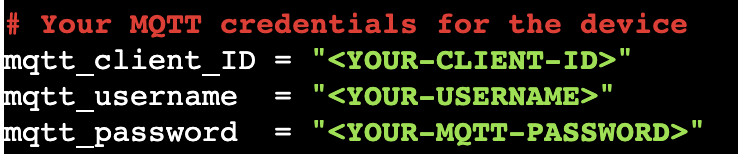 # Your MQTT credentials for the device
mqtt_client_ID = "<YOUR-CLIENT-ID>"
mqtt_username  = "<YOUR-USERNAME>"
mqtt_password  = "<YOUR-MQTT-PASSWORD>"